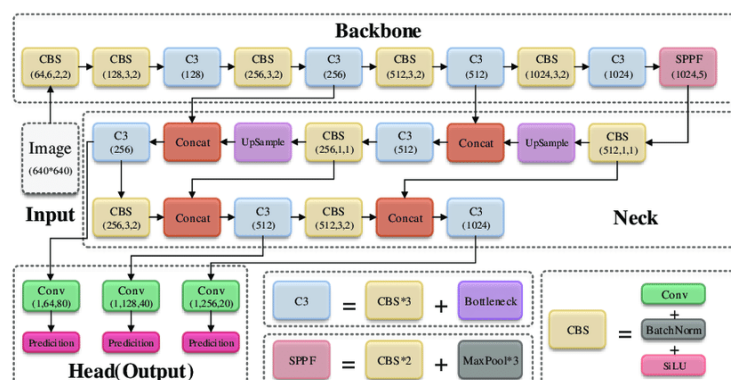 Backbone
CBS
(64,6,2,2)
CBS
(128,3,2)
C3
(128)
CBS
(256,3,2)
C3
(256)
CBS
(512,3,2)
C3
(512)
CBS
(1024,3,2)
C3
(1024)
SPPF
(1024,5)
Image
(640*640)
Input
C3
(256)
Concat
UpSample
CBS
(256,1,1)
C3
(512)
Concat
UpSample
CBS
(512,1,1)
CBS
(256,3,2)
Concat
C3
(512)
CBS
(512,3,2)
Concat
C3
(1024)
Neck
Conv
(1,64,80)
Conv
(1,128,40)
Conv
(1,256,20)
Predicition
Predicition
Predicition
Head(Output)
C3
=
CBS*3
+
Bottleneck
SPPF
=
CBS*2
+
MaxPool*3
CBS
=
Conv
+
BatchNorm
+
SiLU